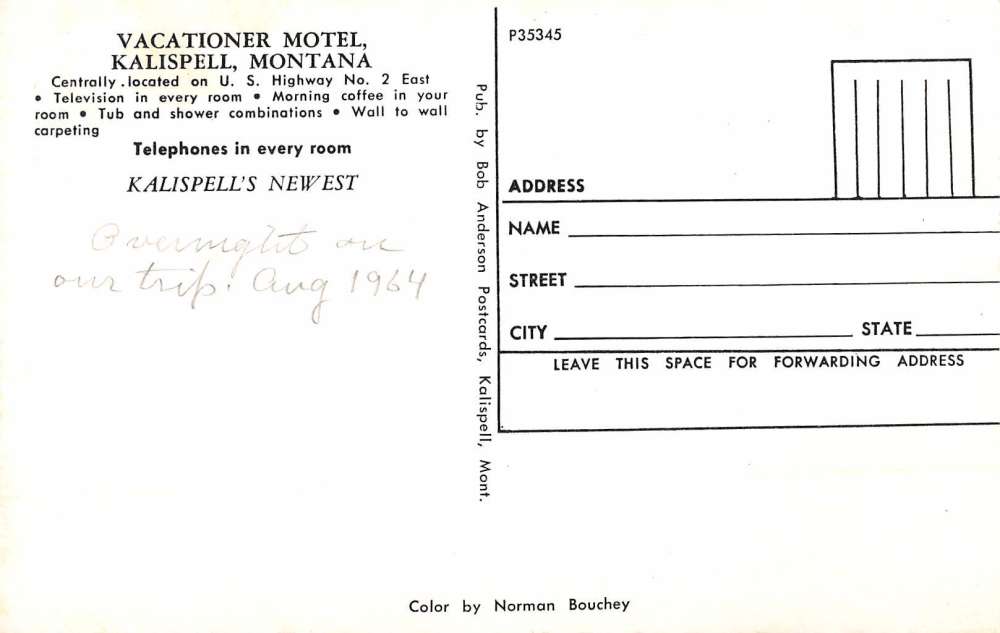 VACATIONER MOTEL,
KALISPELL, MONTANA
Centrally .located on U. S. Highway No. 2 East
• Television in every room • Morning coffee in your
room • Tub and shower combinations • Wall to wall
carpeting
Telephones in every room
KALISPELL'S NEWEST
Overnight on
our trip. Aug 1964
Pub. by Bob Anderson Postcards, Kalispell, Mont.
P35345
ADDRESS
NAME
STREET
CITY STATE
LEAVE THIS SPACE FOR FORWARDING ADDRESS
Color by Norman Bouchey